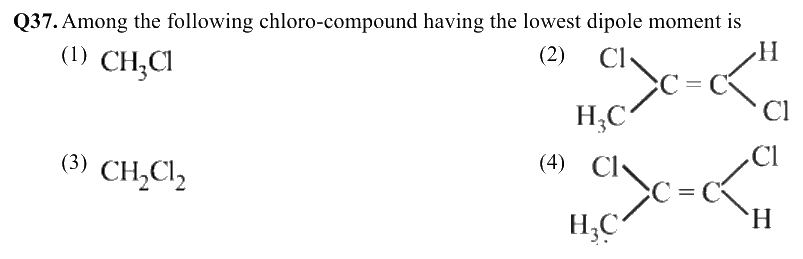 Q37. Among the following chloro-compound having the lowest dipole moment is
(1) CH₃Cl
(2) Cl H
C = C
H₃C Cl
(3) CH₂Cl₂
(4) Cl Cl
C = C
H₃C H